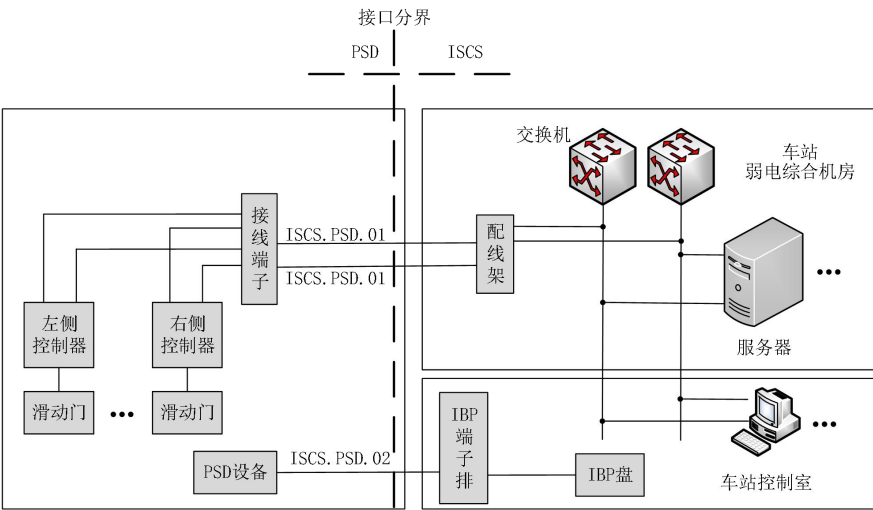 接口分界
PSD
ISCS
交换机
车站
弱电综合机房
接线端子
ISCS.PSD.01
ISCS.PSD.01
配线架
左侧
控制器
右侧
控制器
服务器
滑动门
滑动门
IBP
端子排
ISCS.PSD.02
PSD设备
IBP盘
车站控制室